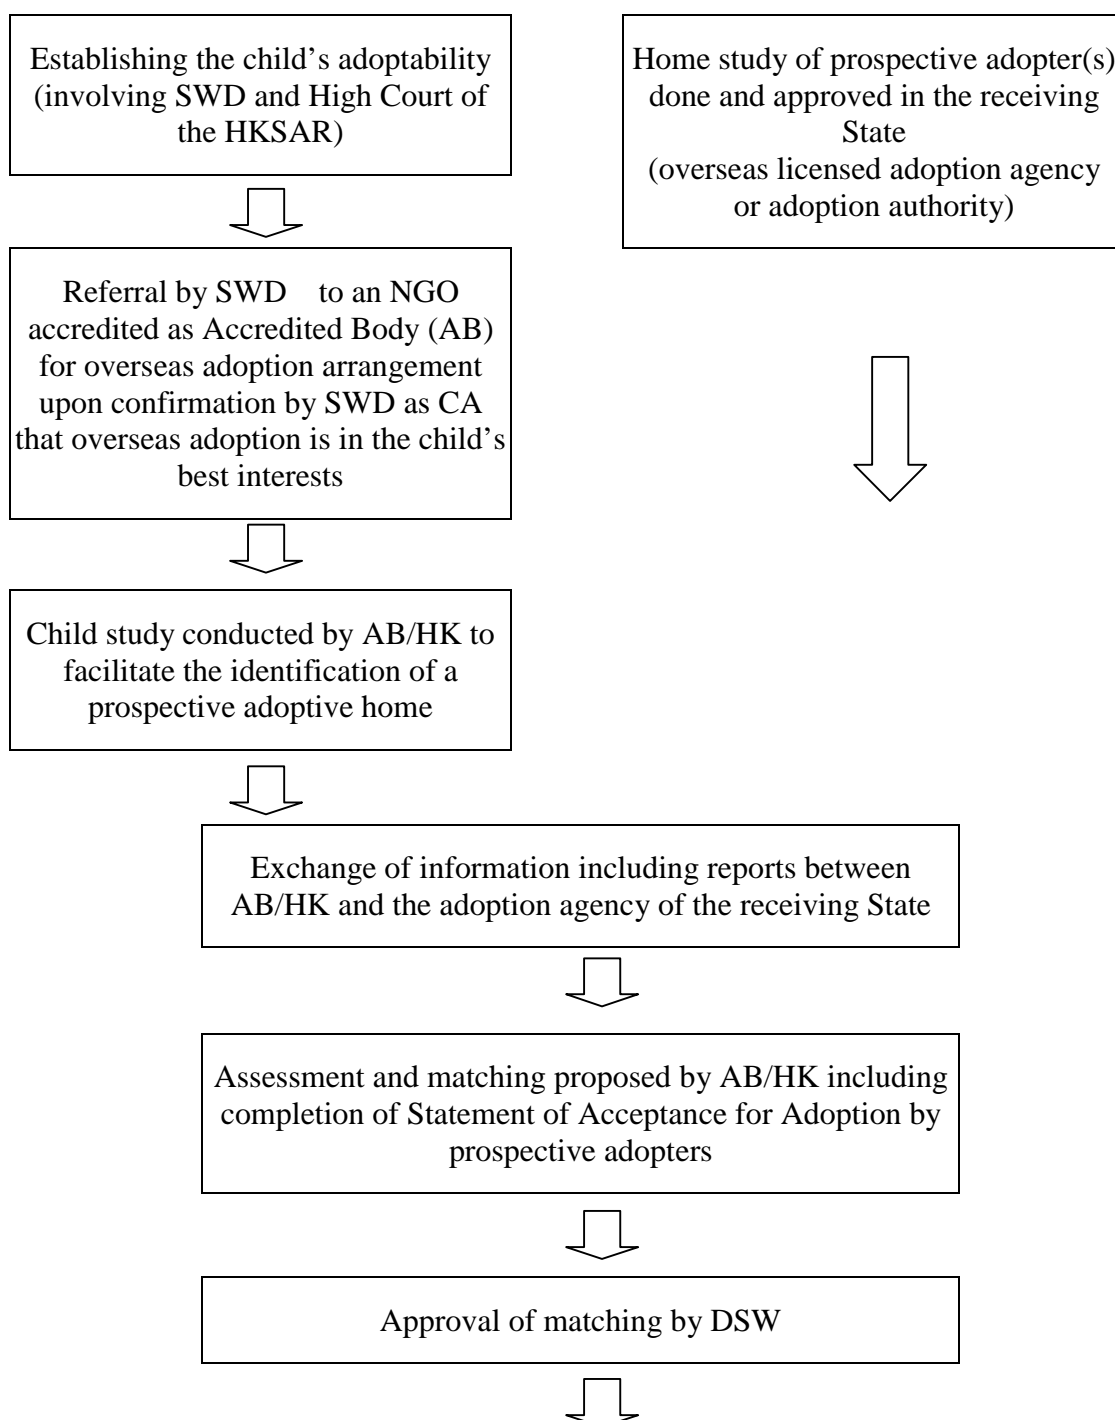 Establishing the child’s adoptability
(involving SWD and High Court of
the HKSAR)
Home study of prospective adopter(s)
done and approved in the receiving
State
(overseas licensed adoption agency
or adoption authority)
Referral by SWD to an NGO
accredited as Accredited Body (AB)
for overseas adoption arrangement
upon confirmation by SWD as CA
that overseas adoption is in the child’s
best interests
Child study conducted by AB/HK to
facilitate the identification of a
prospective adoptive home
Exchange of information including reports between
AB/HK and the adoption agency of the receiving State
Assessment and matching proposed by AB/HK including
completion of Statement of Acceptance for Adoption by
prospective adopters
Approval of matching by DSW